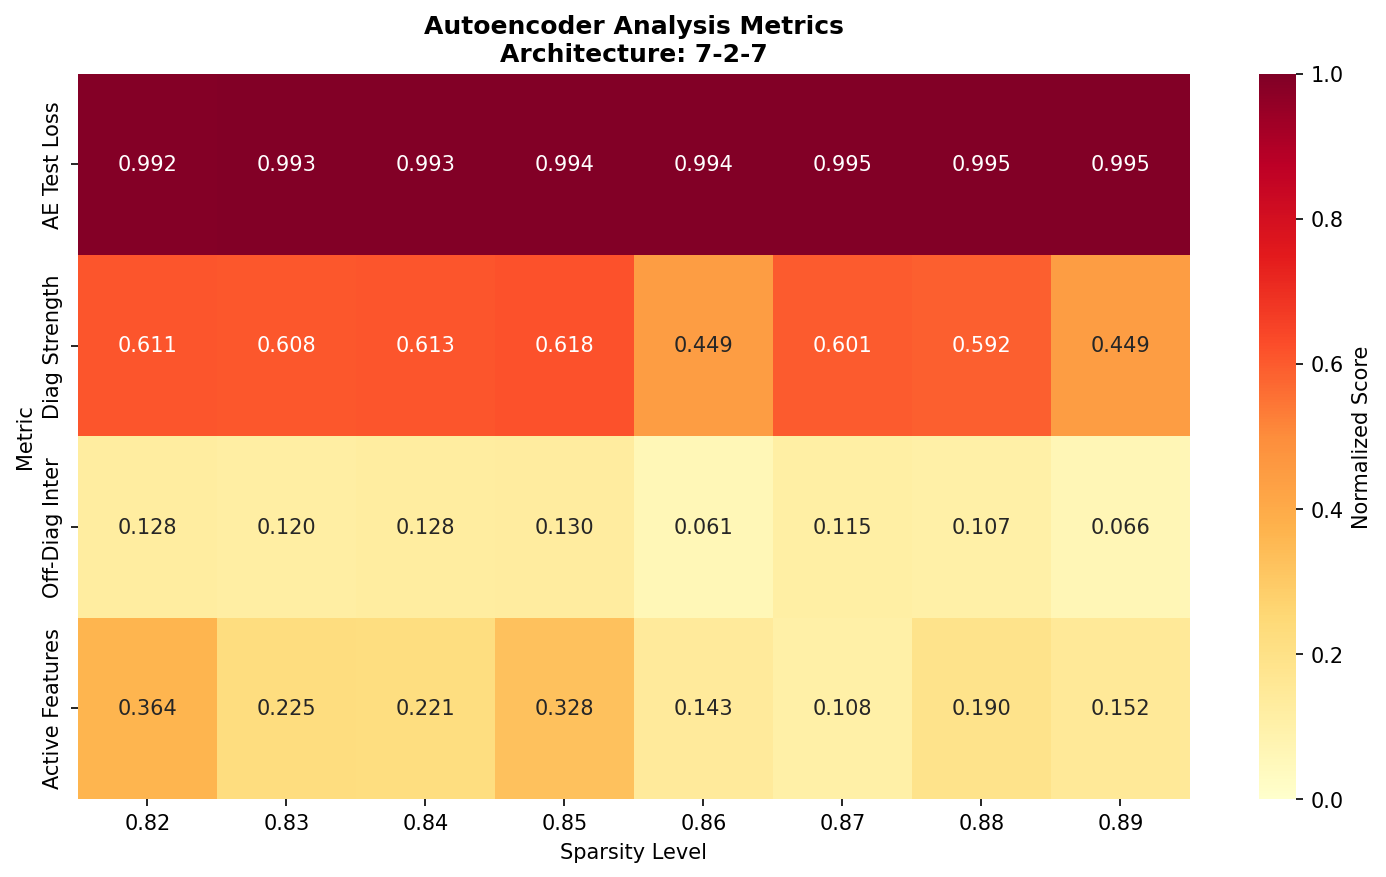 Autoencoder Analysis Metrics
Architecture: 7-2-7
Metric
AE Test Loss
0.992 0.993 0.993 0.994 0.994 0.995 0.995 0.995
Diag Strength
0.611 0.608 0.613 0.618 0.449 0.601 0.592 0.449
Off-Diag Inter
0.128 0.120 0.128 0.130 0.061 0.115 0.107 0.066
Active Features
0.364 0.225 0.221 0.328 0.143 0.108 0.190 0.152
0.82 0.83 0.84 0.85 0.86 0.87 0.88 0.89
Sparsity Level
1.0
0.8
0.6
0.4
0.2
0.0
Normalized Score